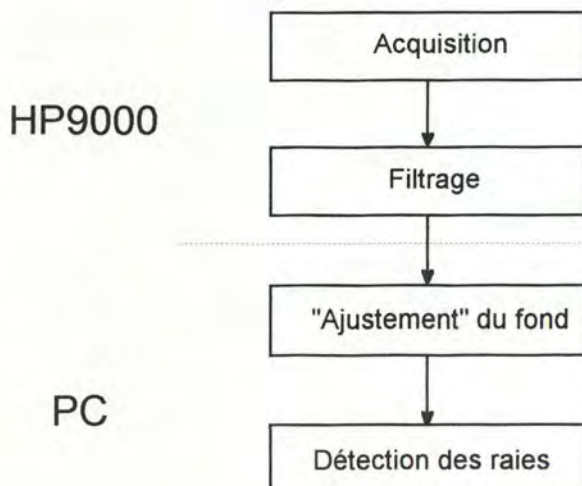 Acquisition
HP9000
Filtrage
"Ajustement" du fond
PC
Détection des raies